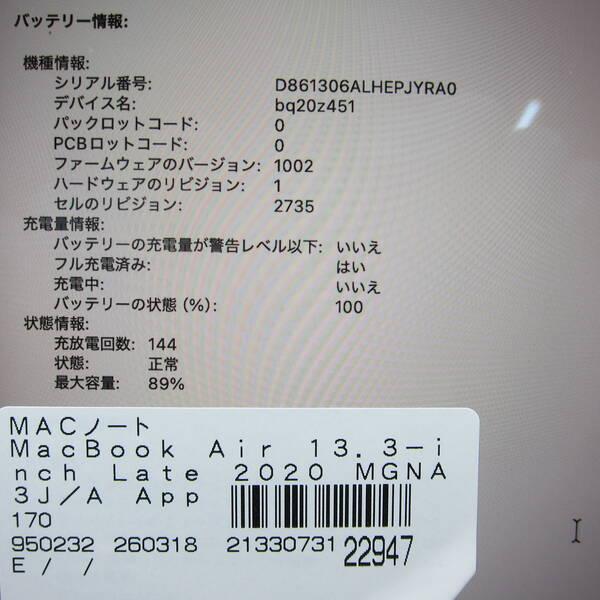 バッテリー情報:
機種情報:
シリアル番号: D861306ALHEPJYRA0
デバイス名: bq20z451
パックロットコード: 0
PCBロットコード: 0
ファームウェアのバージョン: 1002
ハードウェアのリビジョン: 1
セルのリビジョン: 2735
充電量情報:
バッテリーの充電量が警告レベル以下: いいえ
フル充電済み: はい
充電中: いいえ
バッテリーの状態 (%): 100
状態情報:
充放電回数: 144
状態: 正常
最大容量: 89%
MACノート
MacBook Air 13.3-i
nch Late 2020 MGNA
3J/A App
170
950232 260318 21330731 22947
E / /